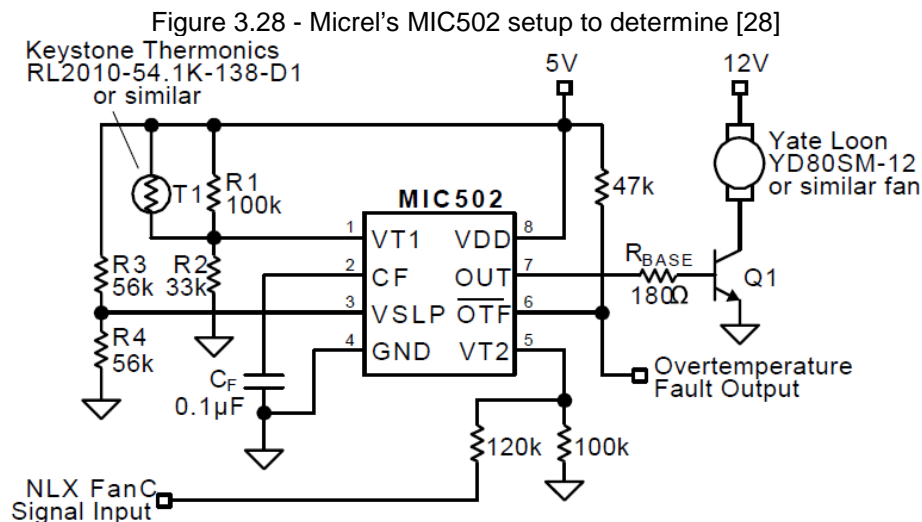 Figure 3.28 - Micrel's MIC502 setup to determine [28]
Keystone Thermonics
RL2010-54.1K-138-D1
or similar
5V
12V
Yate Loon
YD80SM-12
or similar fan
T1
R1
100k
47k
MIC502
1
VT1
VDD
8
2
CF
OUT
7
3
VSLP
OTF
6
4
GND
VT2
5
R3
56k
R2
33k
R4
56k
RBASE
180Ω
Q1
CF
0.1µF
Overtemperature
Fault Output
120k
100k
NLX FanC
Signal Input